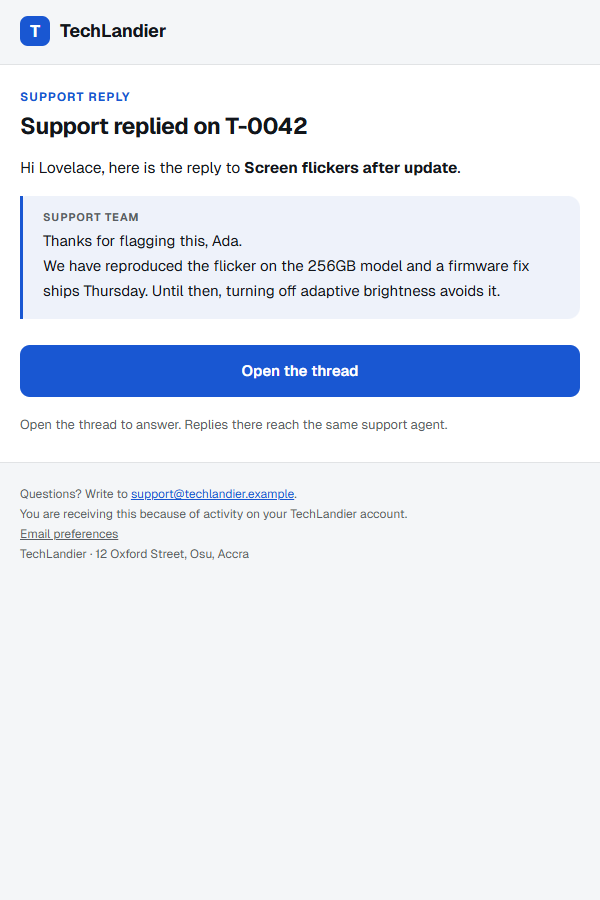 T TechLandier
SUPPORT REPLY
Support replied on T-0042
Hi Lovelace, here is the reply to Screen flickers after update.
SUPPORT TEAM
Thanks for flagging this, Ada.
We have reproduced the flicker on the 256GB model and a firmware fix
ships Thursday. Until then, turning off adaptive brightness avoids it.
Open the thread
Open the thread to answer. Replies there reach the same support agent.
Questions? Write to support@techlandier.example.
You are receiving this because of activity on your TechLandier account.
Email preferences
TechLandier · 12 Oxford Street, Osu, Accra